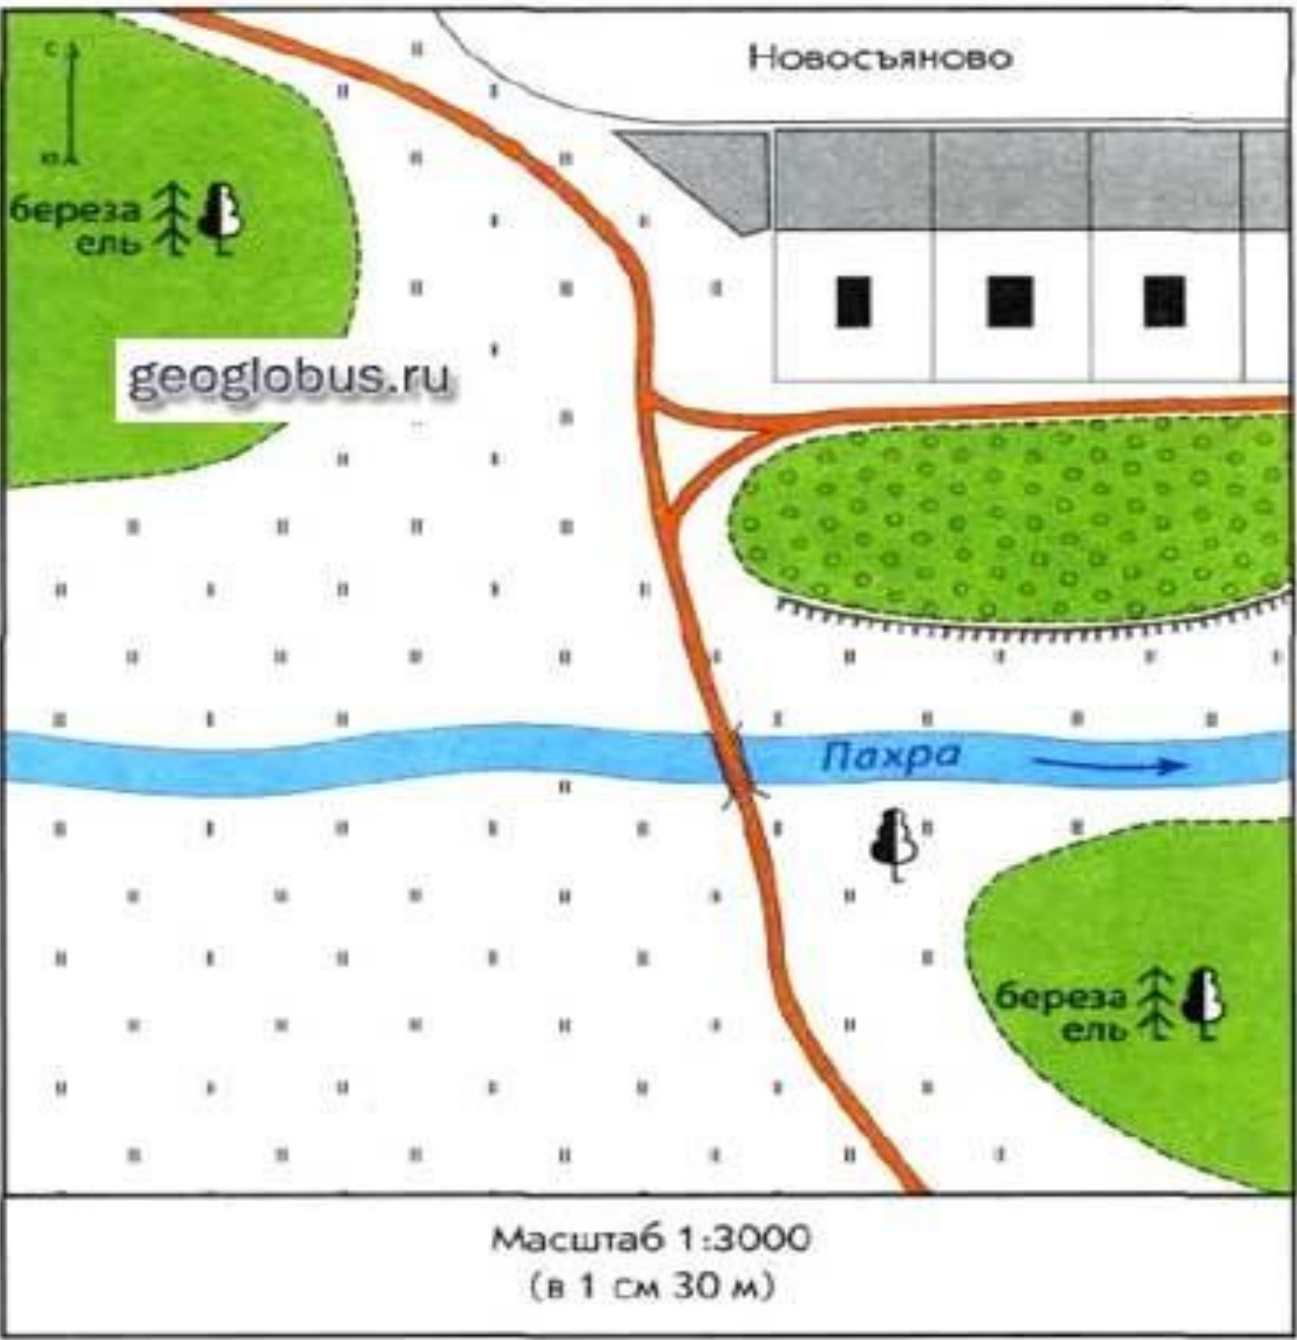 Новосъяново
с
ю
береза
ель
geoglobus.ru
Пахра
береза
ель
Масштаб 1:3000
(в 1 см 30 м)